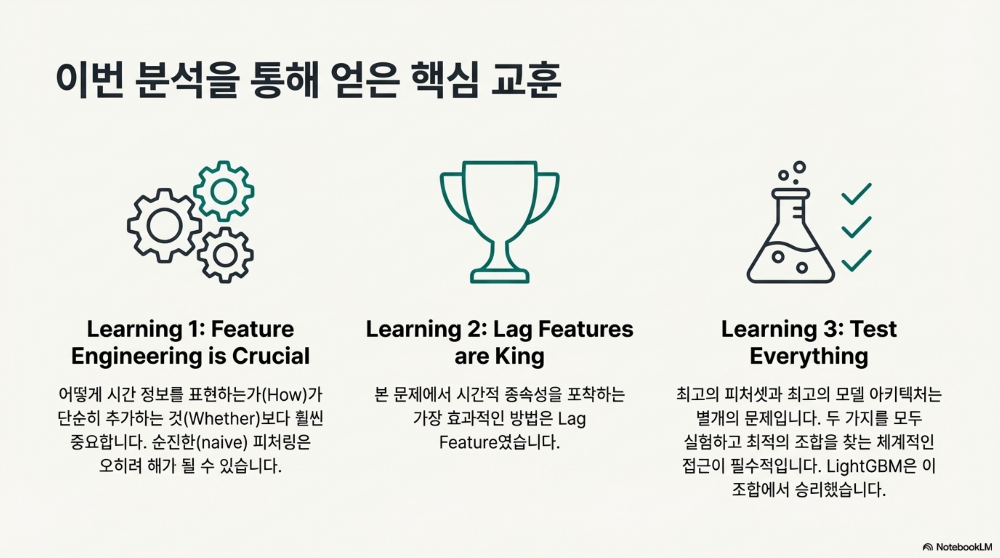 이번 분석을 통해 얻은 핵심 교훈
Learning 1: Feature
Engineering is Crucial
어떻게 시간 정보를 표현하는가(How)가
단순히 추가하는 것(Whether)보다 훨씬
중요합니다. 순진한(naive) 피처링은
오히려 해가 될 수 있습니다.
Learning 2: Lag Features
are King
본 문제에서 시간적 종속성을 포착하는
가장 효과적인 방법은 Lag
Feature였습니다.
Learning 3: Test
Everything
최고의 피처셋과 최고의 모델 아키텍처는
별개의 문제입니다. 두 가지를 모두
실험하고 최적의 조합을 찾는 체계적인
접근이 필수적입니다. LightGBM은 이
조합에서 승리했습니다.
NotebookLM